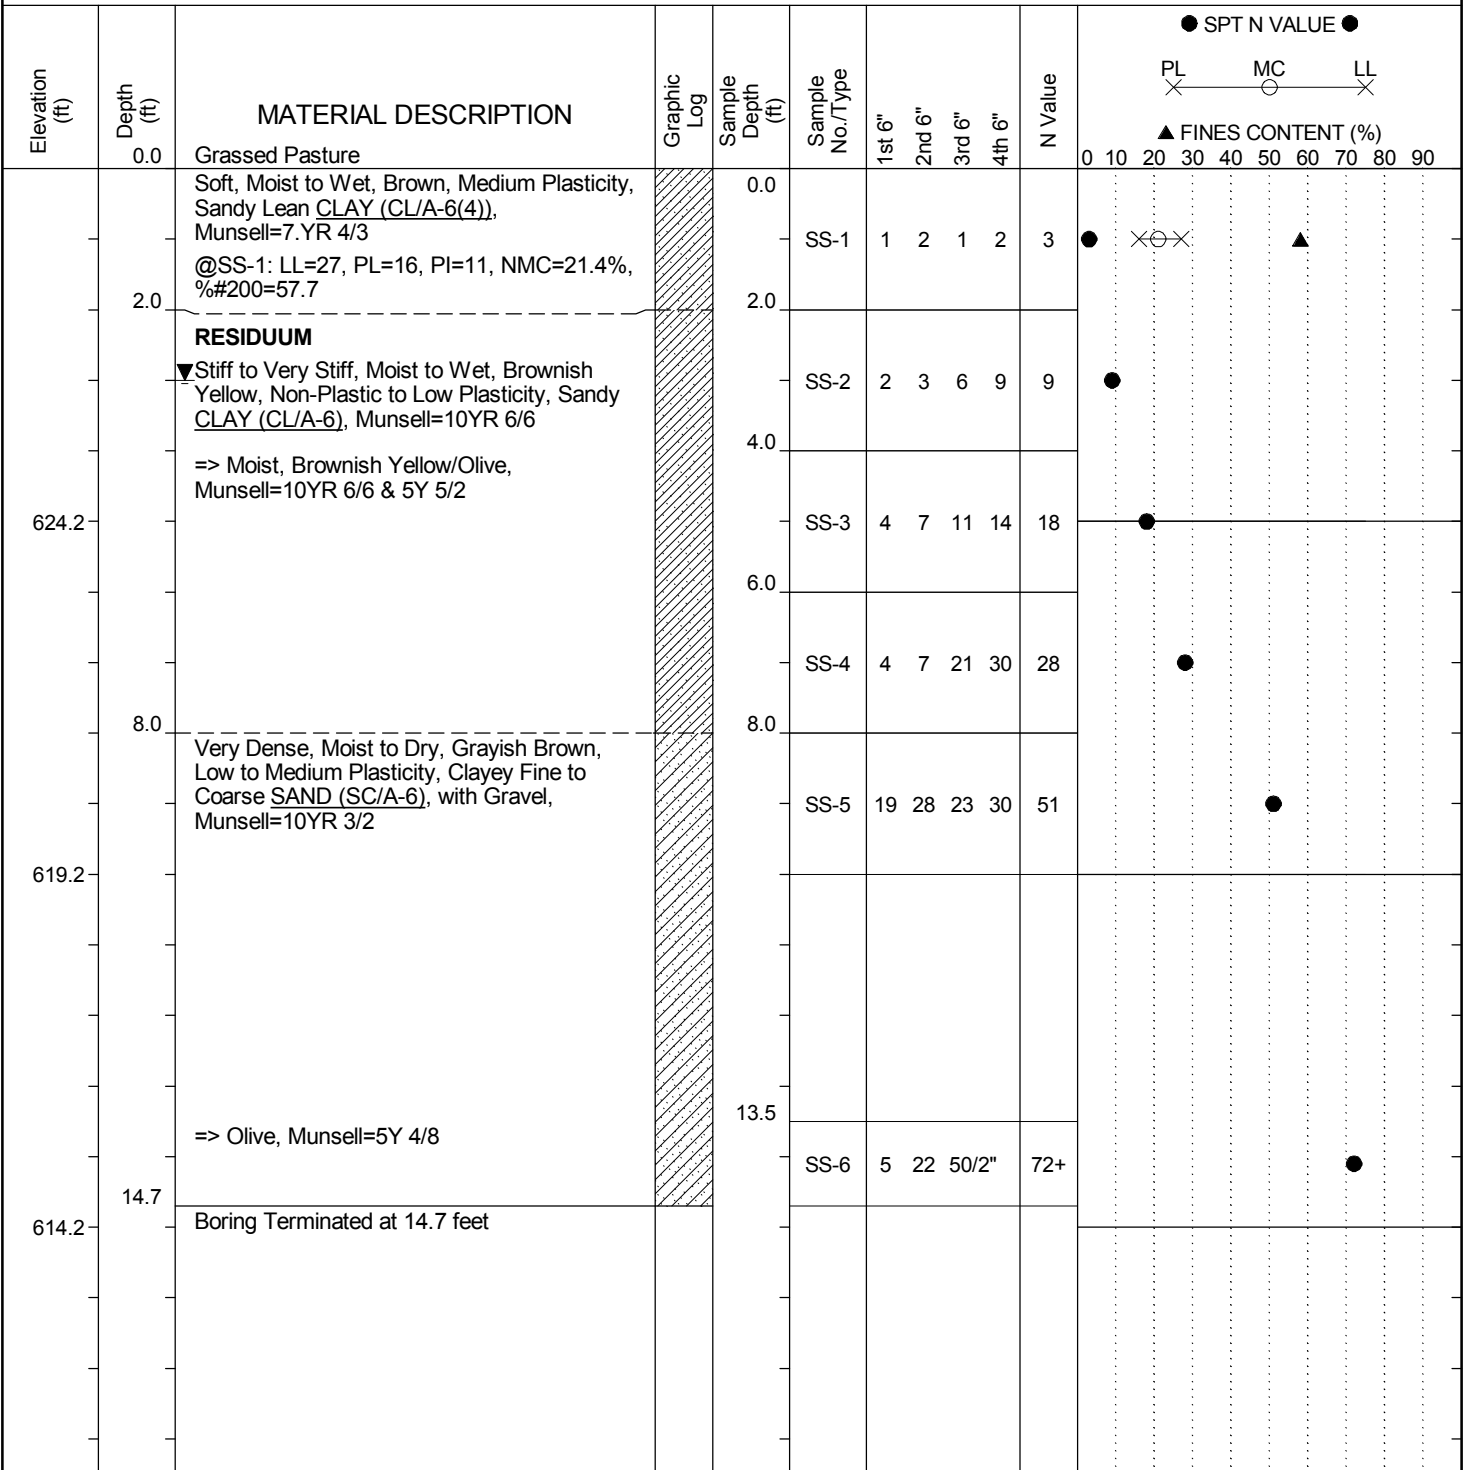 ● SPT N VALUE ●
PL MC LL
▲ FINES CONTENT (%)
0 10 20 30 40 50 60 70 80 90
Elevation (ft)
Depth (ft)
MATERIAL DESCRIPTION
Graphic Log
Sample Depth (ft)
Sample No./Type
1st 6"
2nd 6"
3rd 6"
4th 6"
N Value
0.0 Grassed Pasture
Soft, Moist to Wet, Brown, Medium Plasticity, 0.0
Sandy Lean CLAY (CL/A-6(4)),
Munsell=7.YR 4/3
SS-1 1 2 1 2 3
@SS-1: LL=27, PL=16, PI=11, NMC=21.4%,
%#200=57.7
2.0 2.0
RESIDUUM
Stiff to Very Stiff, Moist to Wet, Brownish
Yellow, Non-Plastic to Low Plasticity, Sandy
CLAY (CL/A-6), Munsell=10YR 6/6
SS-2 2 3 6 9 9
4.0
=> Moist, Brownish Yellow/Olive,
Munsell=10YR 6/6 & 5Y 5/2
624.2 SS-3 4 7 11 14 18
6.0
SS-4 4 7 21 30 28
8.0 8.0
Very Dense, Moist to Dry, Grayish Brown,
Low to Medium Plasticity, Clayey Fine to
Coarse SAND (SC/A-6), with Gravel,
Munsell=10YR 3/2
SS-5 19 28 23 30 51
619.2
13.5
=> Olive, Munsell=5Y 4/8
SS-6 5 22 50/2" 72+
14.7
614.2 Boring Terminated at 14.7 feet